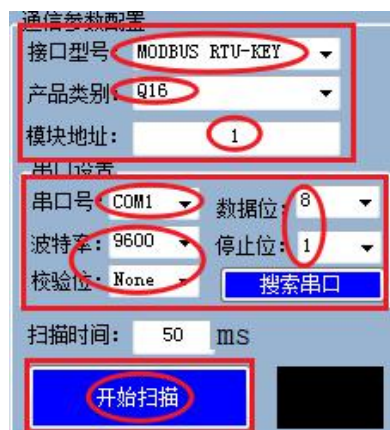 通信参数配置
接口型号: MODBUS RTU-KEY
产品类别: Q16
模块地址: 1
串口设置
串口号: COM1 数据位: 8
波特率: 9600 停止位: 1
校验位: None 搜索串口
扫描时间: 50 ms
开始扫描